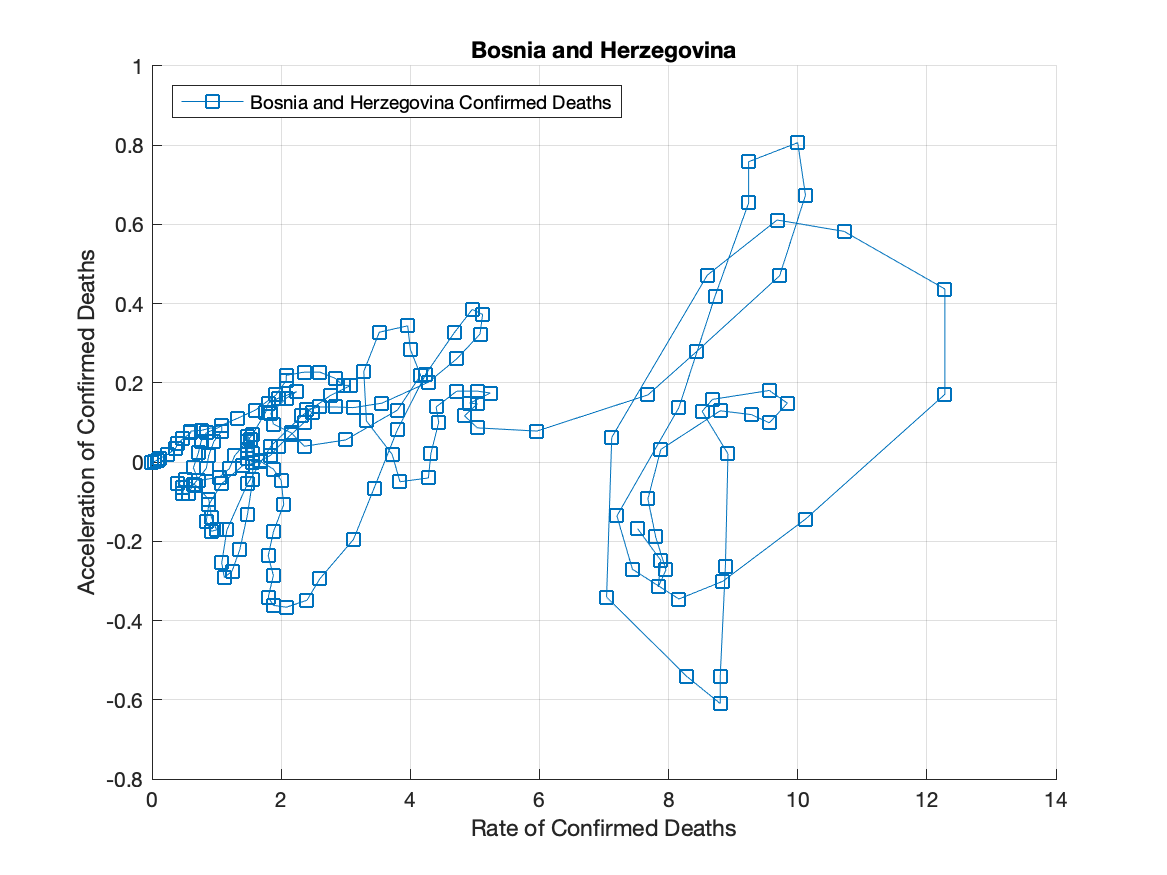 Bosnia and Herzegovina
Bosnia and Herzegovina Confirmed Deaths
Acceleration of Confirmed Deaths
1
0.8
0.6
0.4
0.2
0
-0.2
-0.4
-0.6
-0.8
0 2 4 6 8 10 12 14
Rate of Confirmed Deaths